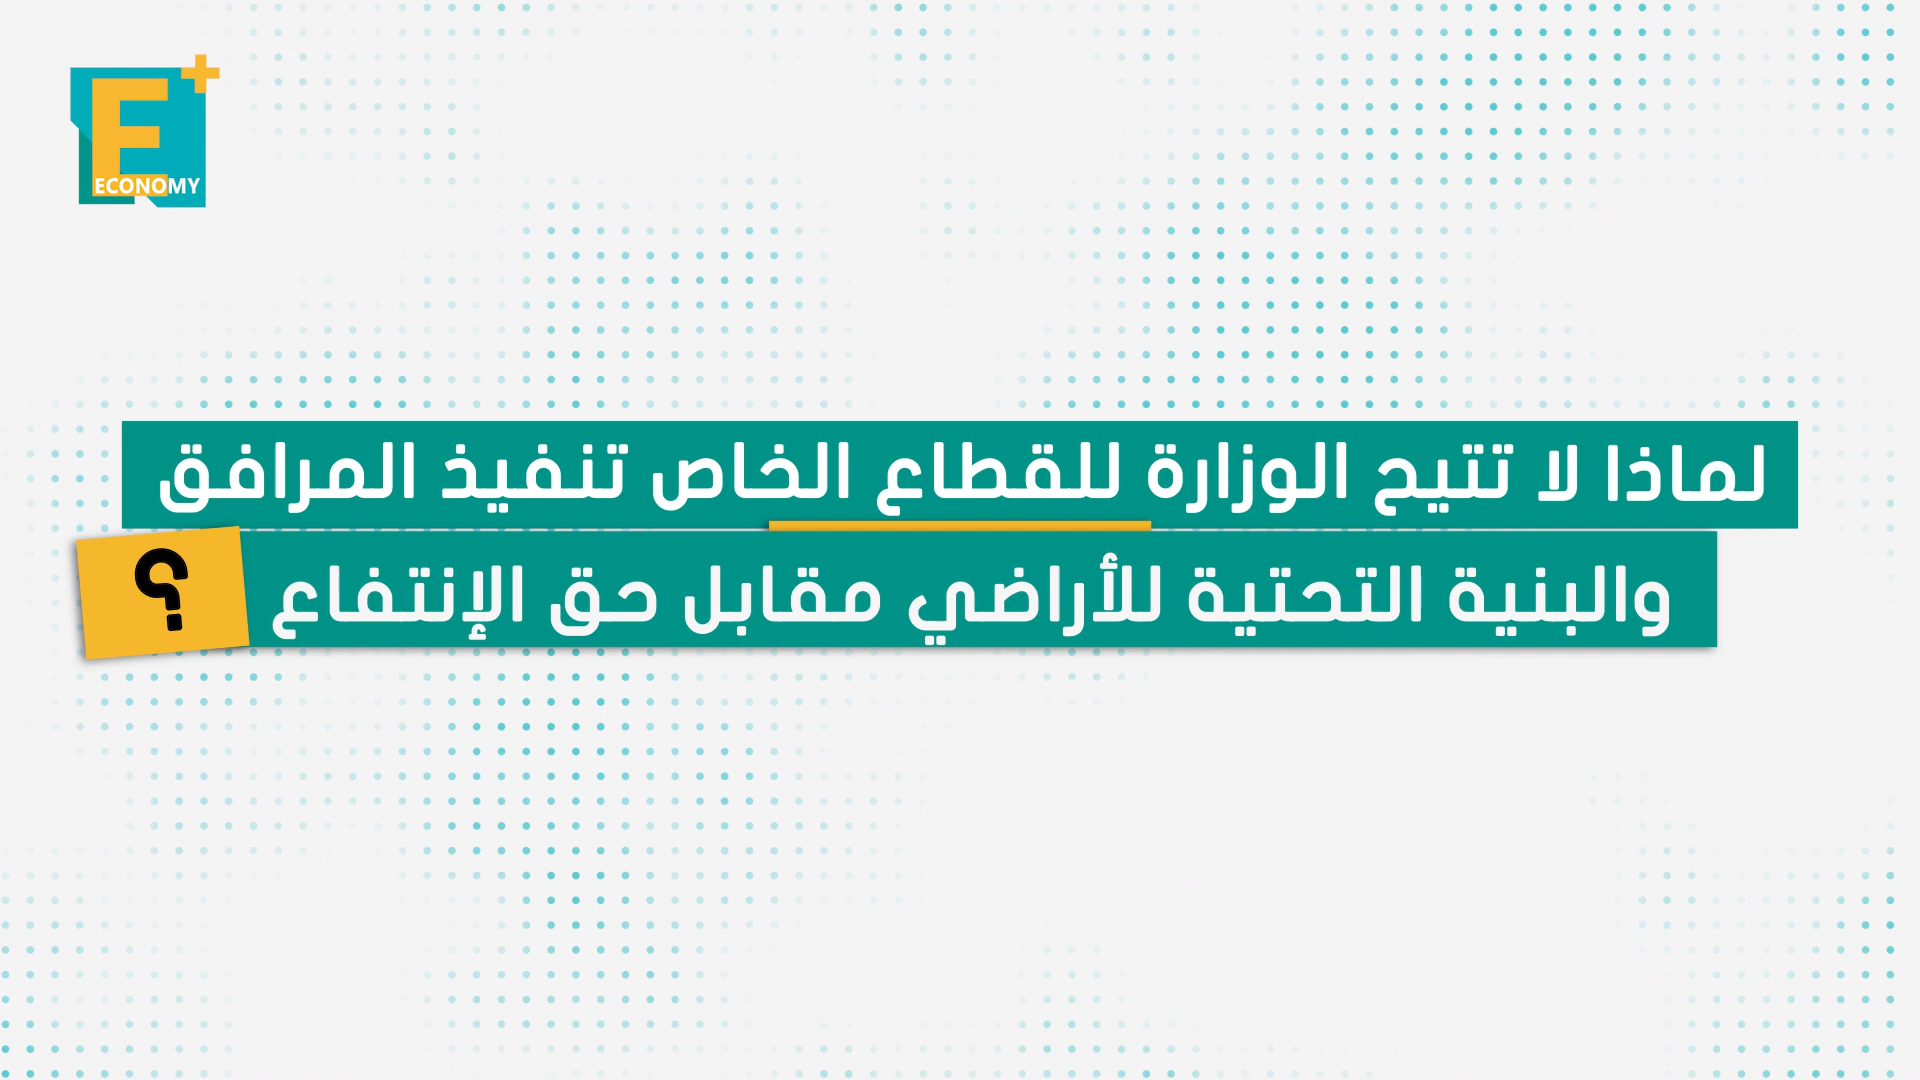 E+
ECONOMY
لماذا لا تتيح الوزارة للقطاع الخاص تنفيذ المرافق
والبنية التحتية للأراضي مقابل حق الإنتفاع ؟